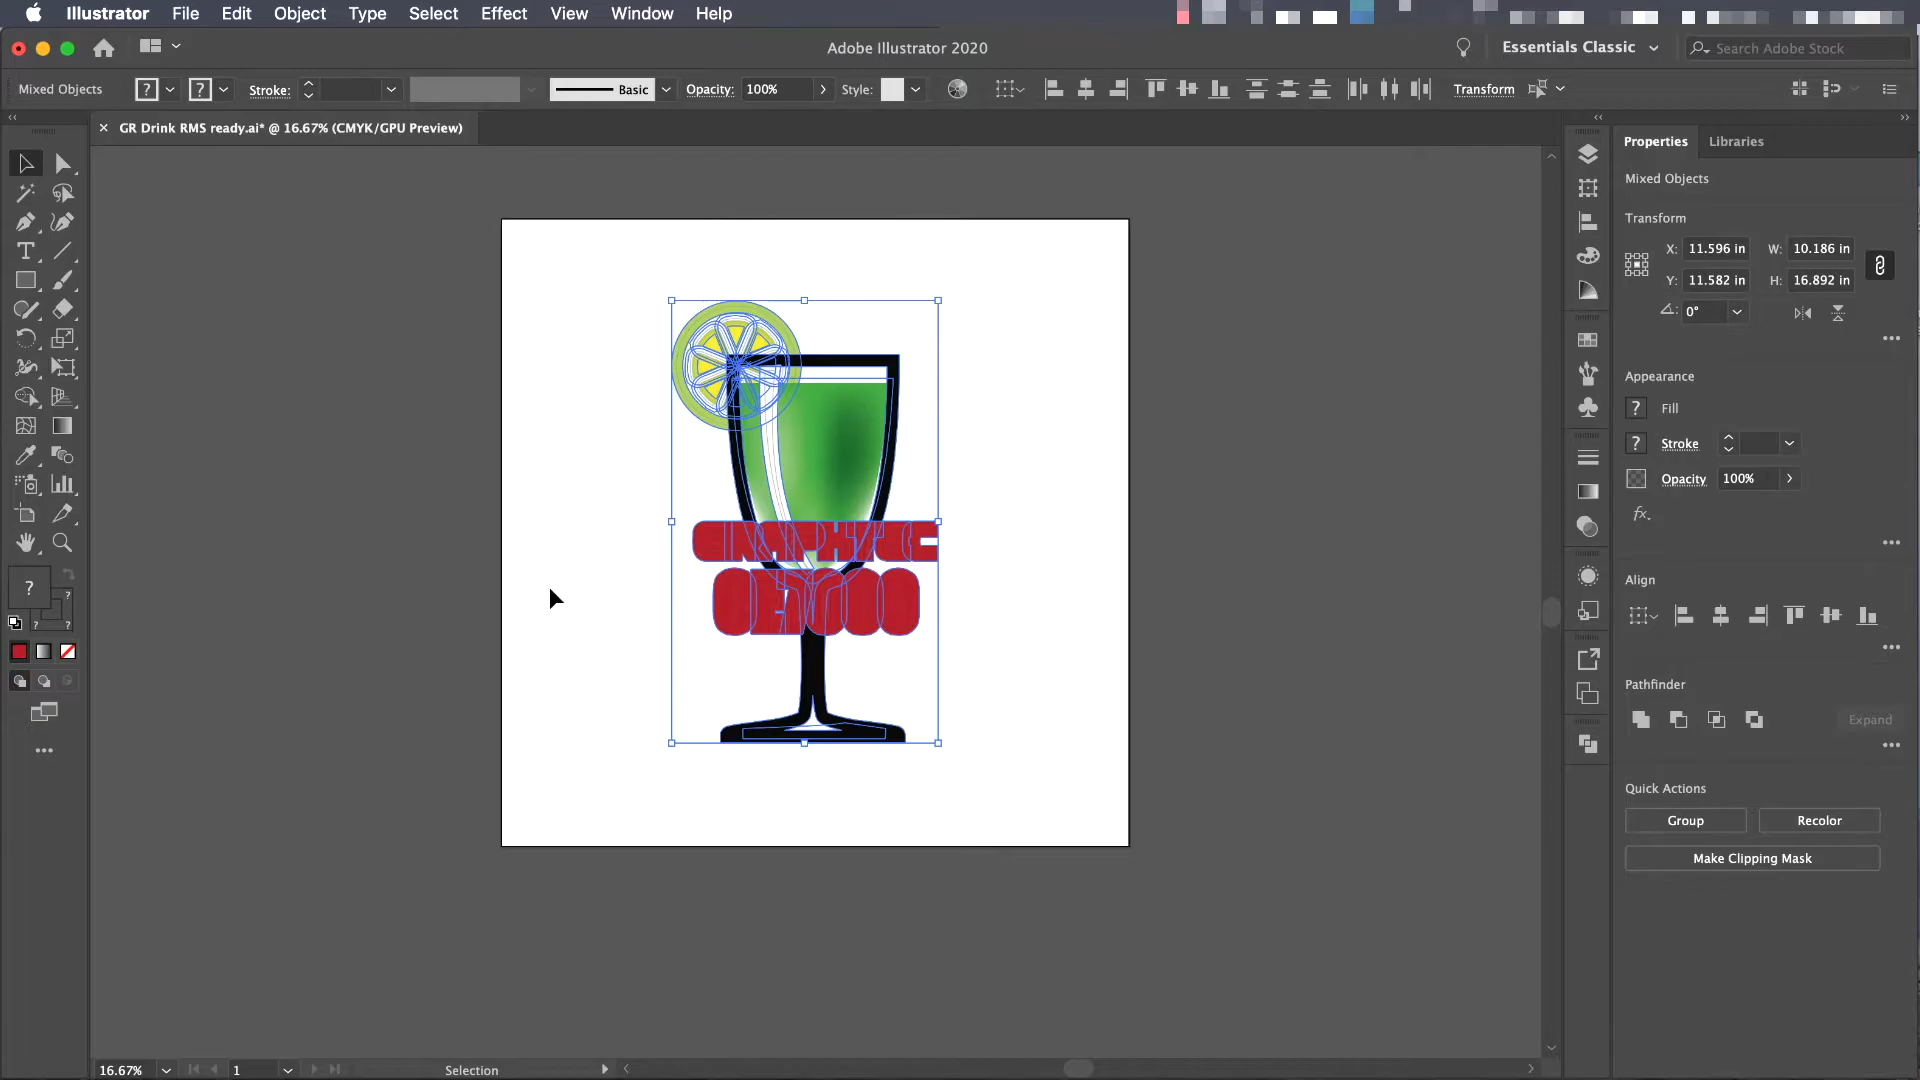 Illustrator File Edit Object Type Select Effect View Window Help
Adobe Illustrator 2020
Essentials Classic
Search Adobe Stock
Mixed Objects
Stroke:
Basic
Opacity: 100%
Style:
Transform
GR Drink RMS ready.ai* @ 16.67% (CMYK/GPU Preview)
Properties Libraries
Mixed Objects
Transform
X: 11.596 in W: 10.186 in
Y: 11.582 in H: 16.892 in
0°
Appearance
? Fill
? Stroke
Opacity 100%
fx.
Align
Pathfinder
Expand
Quick Actions
Group Recolor
Make Clipping Mask
16.67% 1 Selection